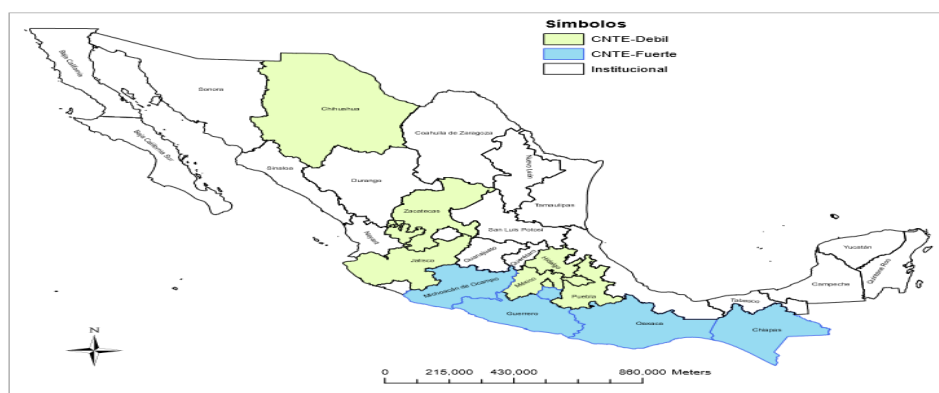 Símbolos
CNTE-Debil
CNTE-Fuerte
Institucional
Baja California
Sonora
Chihuahua
Coahuila de Zaragoza
Baja California Sur
Sinaloa
Durango
Nuevo León
Tamaulipas
Zacatecas
San Luis Potosí
Nayarit
Jalisco
Guanajuato
Querétaro
Hidalgo
México
Puebla
Michoacán de Ocampo
Guerrero
Oaxaca
Chiapas
Tabasco
Campeche
Yucatán
Quintana Roo
N
0 215,000 430,000 860,000 Meters